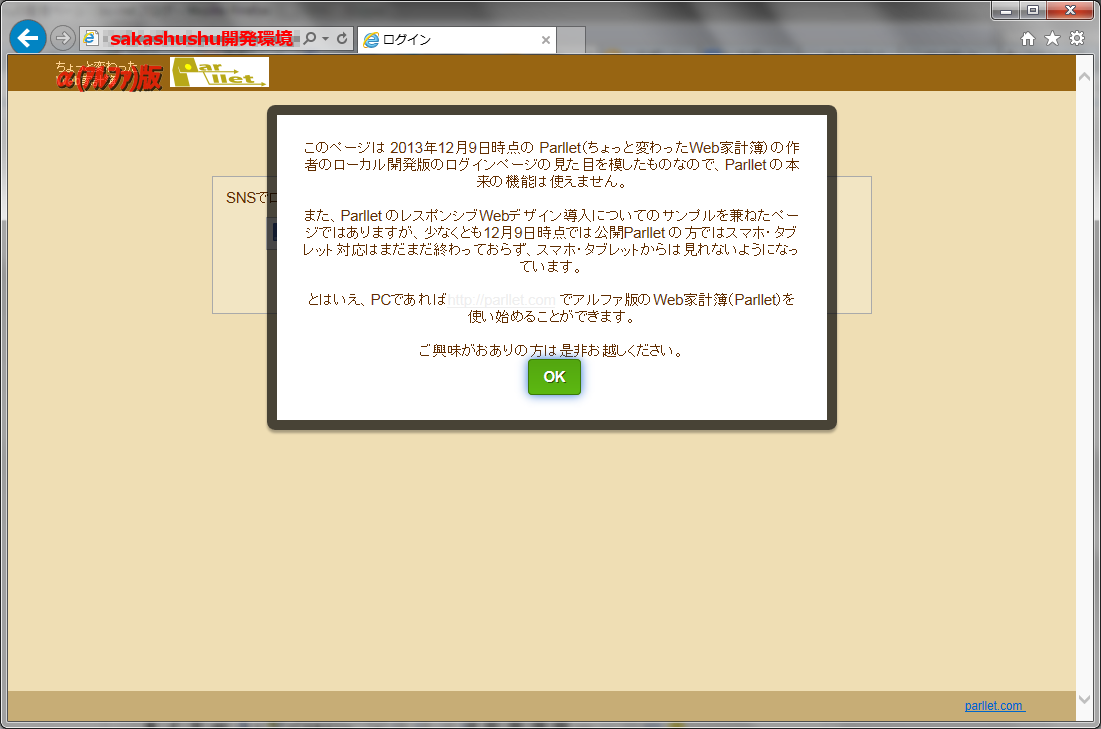 sakashushu開発環境
ログイン
ちょっと変わった
α(アルファ)版
Parllet
SNSでロ
このページは 2013年12月9日時点の Parllet(ちょっと変わったWeb家計簿)の作
者のローカル開発版のログインページの見た目を模したものなので、Parllet の本
来の機能は使えません。
また、Parllet のレスポンシブWebデザイン導入についてのサンプルを兼ねたペー
ジではありますが、少なくとも12月9日時点では公開Parllet の方ではスマホ・タブ
レット対応はまだまだ終わっておらず、スマホ・タブレットからは見れないようになっ
ています。
とはいえ、PCであれば http://parllet.com でアルファ版のWeb家計簿(Parllet)を
使い始めることができます。
ご興味がおありの方は是非お越しください。
OK
parllet.com